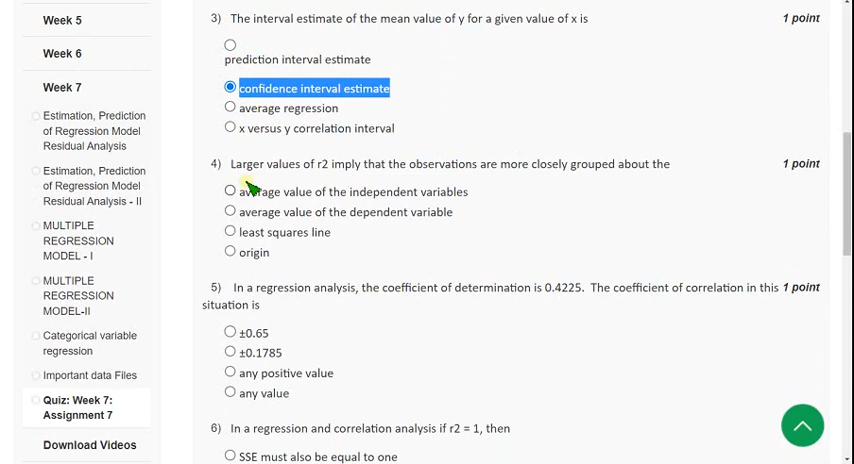 Week 5
Week 6
Week 7
Estimation, Prediction
of Regression Model
Residual Analysis
Estimation, Prediction
of Regression Model
Residual Analysis - II
MULTIPLE
REGRESSION
MODEL - I
MULTIPLE
REGRESSION
MODEL-II
Categorical variable
regression
Important data Files
Quiz: Week 7:
Assignment 7
Download Videos
3) The interval estimate of the mean value of y for a given value of x is 1 point
prediction interval estimate
confidence interval estimate
average regression
x versus y correlation interval
4) Larger values of r2 imply that the observations are more closely grouped about the 1 point
average value of the independent variables
average value of the dependent variable
least squares line
origin
5) In a regression analysis, the coefficient of determination is 0.4225. The coefficient of correlation in this 1 point
situation is
±0.65
±0.1785
any positive value
any value
6) In a regression and correlation analysis if r2 = 1, then
SSE must also be equal to one